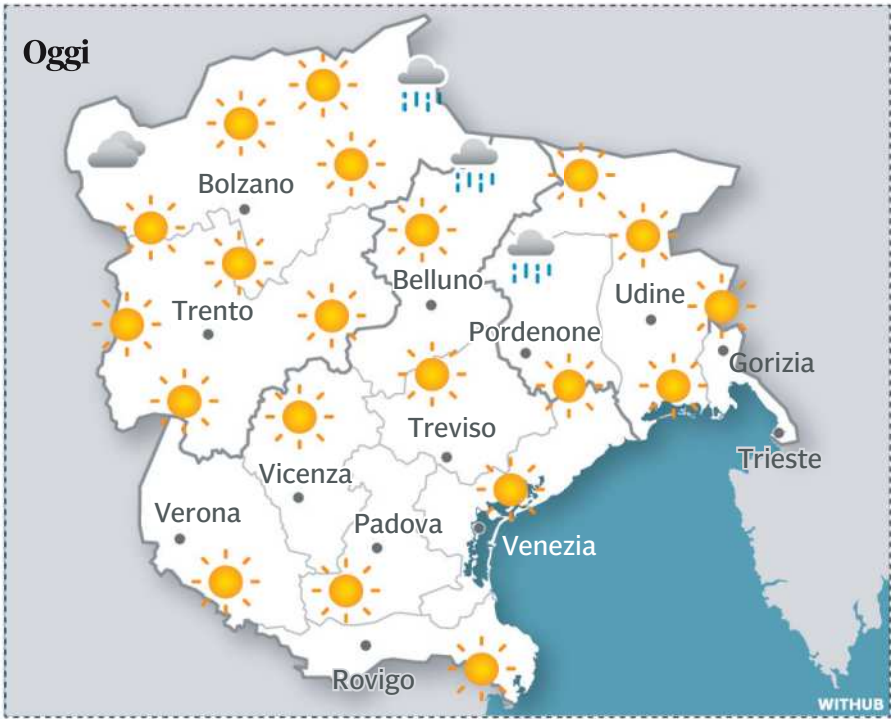 Oggi
Bolzano
Belluno
Trento
Udine
Pordenone
Gorizia
Treviso
Trieste
Vicenza
Verona
Padova
Venezia
Rovigo
WITHUB